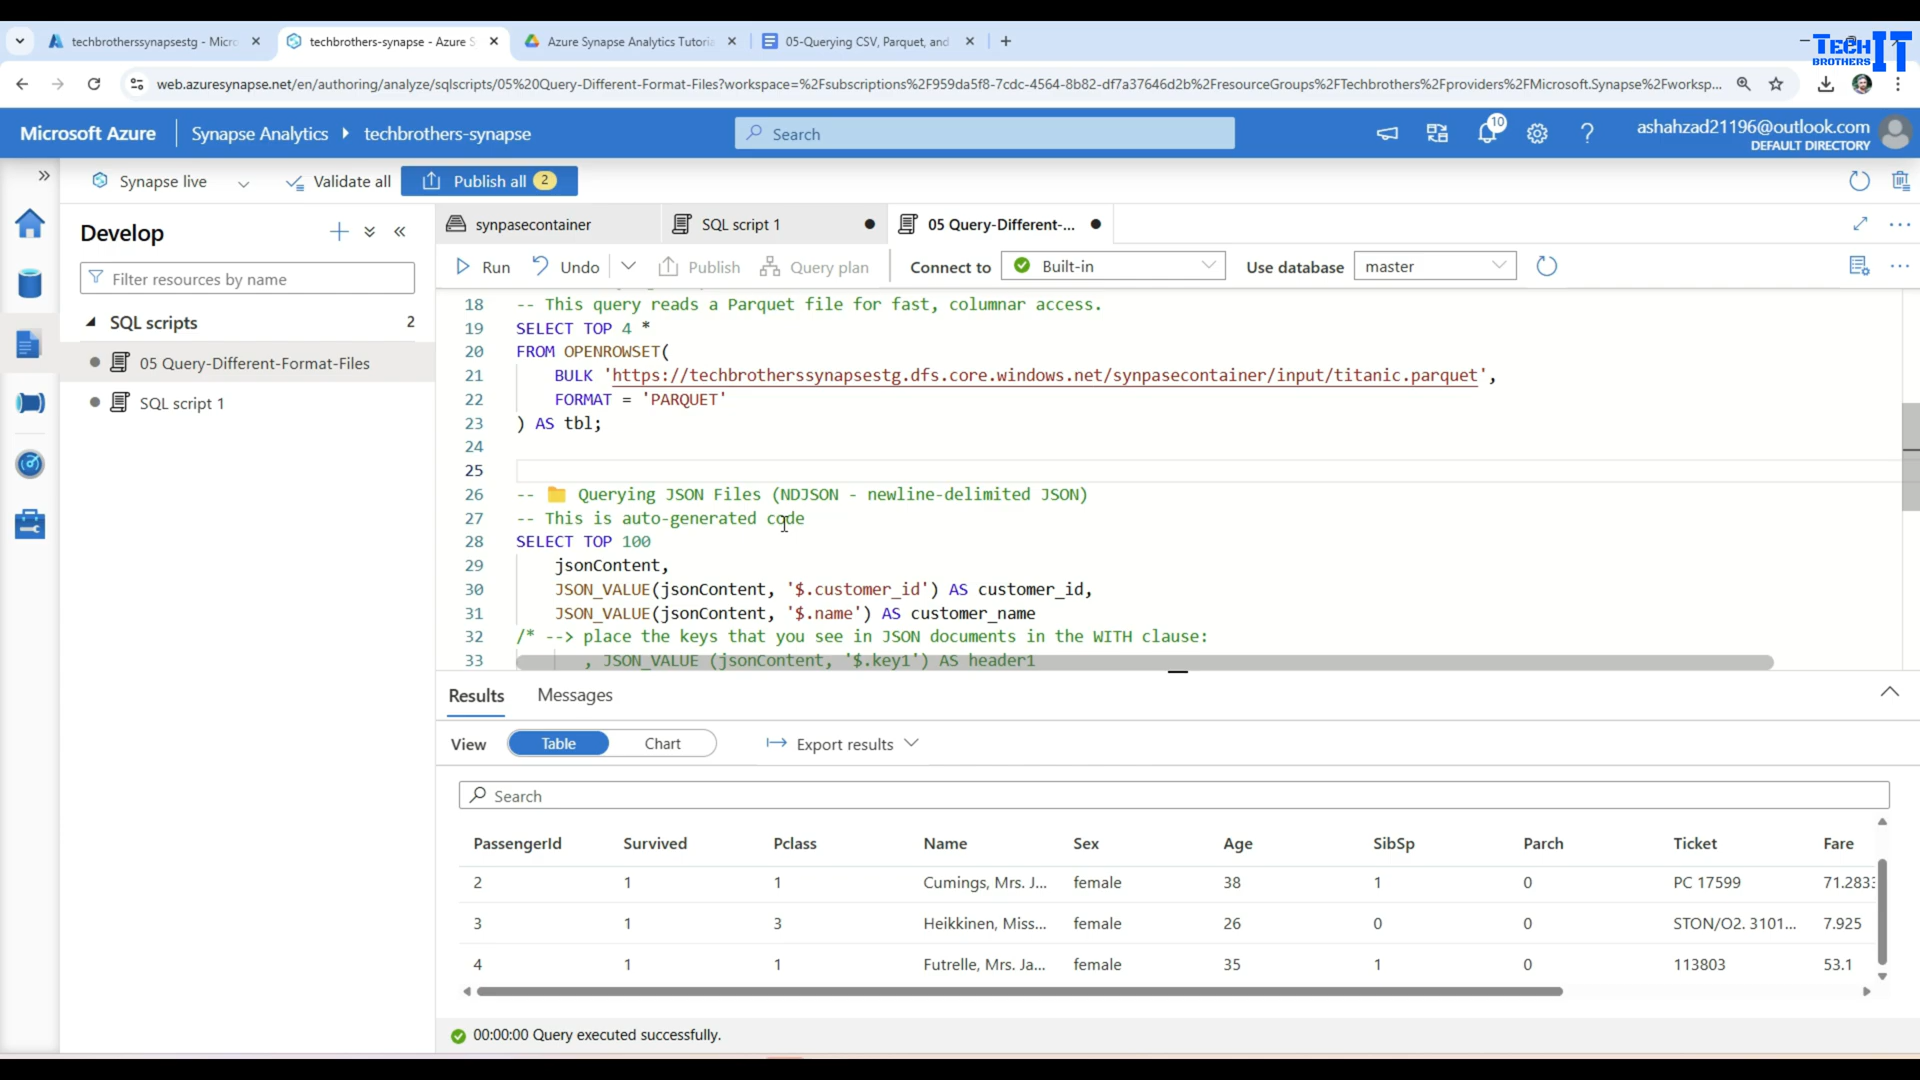 techbrotherssynapsestg - Micro
techbrothers-synapse - Azure S
Azure Synapse Analytics Tutoria
05-Querying CSV, Parquet, and
TECH IT
BROTHERS
web.azuresynapse.net/en/authoring/analyze/sqlscripts/05%20Query-Different-Format-Files?workspace=%2Fsubscriptions%2F959da5f8-7cdc-4564-8b82-df7a37646d2b%2FresourceGroups%2FTechbrothers%2Fproviders%2FMicrosoft.Synapse%2Fworksp...
Microsoft Azure
Synapse Analytics
techbrothers-synapse
Search
10
ashahzad21196@outlook.com
DEFAULT DIRECTORY
Synapse live
Validate all
Publish all 2
Develop
Filter resources by name
SQL scripts 2
05 Query-Different-Format-Files
SQL script 1
synpasecontainer
SQL script 1
05 Query-Different-...
Run
Undo
Publish
Query plan
Connect to
Built-in
Use database
master
18 -- This query reads a Parquet file for fast, columnar access.
19 SELECT TOP 4 *
20 FROM OPENROWSET(
21 BULK 'https://techbrotherssynapsestg.dfs.core.windows.net/synpasecontainer/input/titanic.parquet',
22 FORMAT = 'PARQUET'
23 ) AS tbl;
24
25
26 -- 📁 Querying JSON Files (NDJSON - newline-delimited JSON)
27 -- This is auto-generated code
28 SELECT TOP 100
29 jsonContent,
30 JSON_VALUE(jsonContent, '$.customer_id') AS customer_id,
31 JSON_VALUE(jsonContent, '$.name') AS customer_name
32 /* --> place the keys that you see in JSON documents in the WITH clause:
33 , JSON_VALUE (jsonContent, '$.key1') AS header1
Results
Messages
View
Table
Chart
Export results
Search
PassengerId Survived Pclass Name Sex Age SibSp Parch Ticket Fare
2 1 1 Cumings, Mrs. J... female 38 1 0 PC 17599 71.2833
3 1 3 Heikkinen, Miss... female 26 0 0 STON/O2. 3101... 7.925
4 1 1 Futrelle, Mrs. Ja... female 35 1 0 113803 53.1
00:00:00 Query executed successfully.